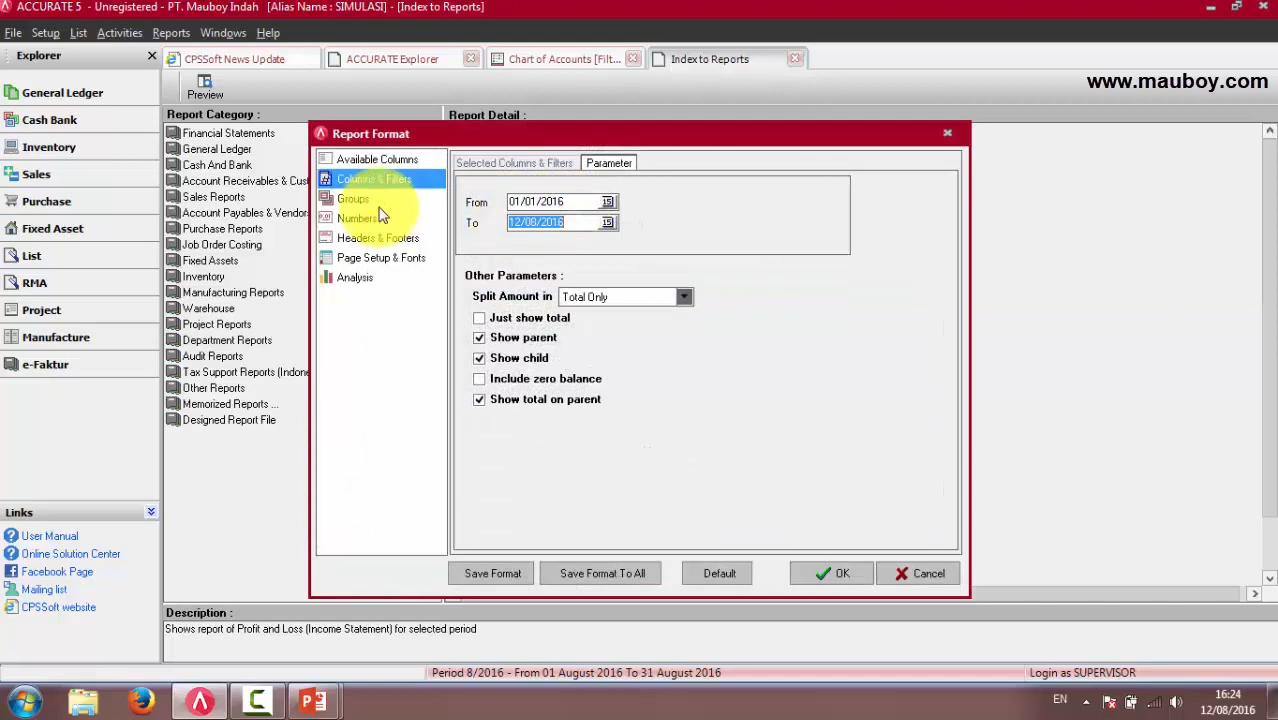 ACCURATE 5 - Unregistered - PT. Mauboy Indah   [Alias Name : SIMULASI] - [Index to Reports]
File Setup List Activities Reports Windows Help
Explorer
CPSSoft News Update
ACCURATE Explorer
Chart of Accounts [Filt...
Index to Reports
www.mauboy.com
Preview
General Ledger
Cash Bank
Inventory
Sales
Purchase
Fixed Asset
List
RMA
Project
Manufacture
e-Faktur
Links
User Manual
Online Solution Center
Facebook Page
Mailing list
CPSSoft website
Report Category :
Financial Statements
General Ledger
Cash And Bank
Account Receivables & Cus
Sales Reports
Account Payables & Vendors
Purchase Reports
Job Order Costing
Fixed Assets
Inventory
Manufacturing Reports
Warehouse
Project Reports
Department Reports
Audit Reports
Tax Support Reports (Indone
Other Reports
Memorized Reports ...
Designed Report File
Report Detail :
Report Format
Available Columns
Columns & Filters
Groups
Numbers
Headers & Footers
Page Setup & Fonts
Analysis
Selected Columns & Filters
Parameter
From 01/01/2016 15
To 12/08/2016 15
Other Parameters :
Split Amount in Total Only
Just show total
Show parent
Show child
Include zero balance
Show total on parent
Save Format
Save Format To All
Default
OK
Cancel
Description :
Shows report of Profit and Loss (Income Statement) for selected period
Period 8/2016 - From 01 August 2016 To 31 August 2016
Login as SUPERVISOR
EN
16:24
12/08/2016